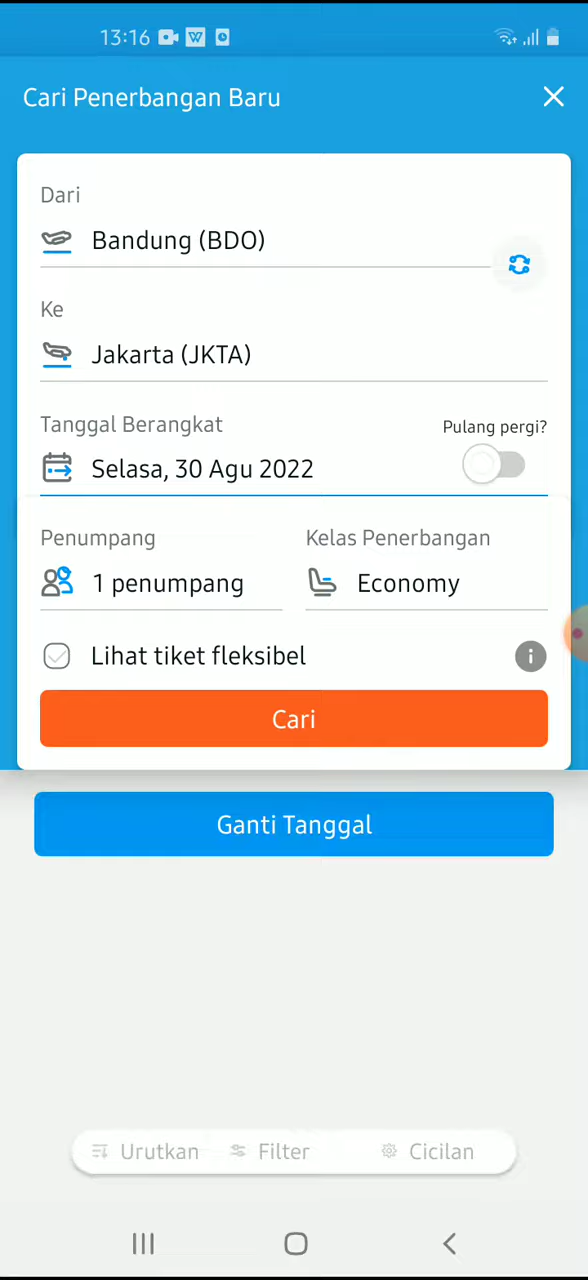 13:16
Cari Penerbangan Baru
Dari
Bandung (BDO)
Ke
Jakarta (JKTA)
Tanggal Berangkat
Pulang pergi?
Selasa, 30 Agu 2022
Penumpang
Kelas Penerbangan
1 penumpang
Economy
Lihat tiket fleksibel
Cari
Ganti Tanggal
Urutkan
Filter
Cicilan